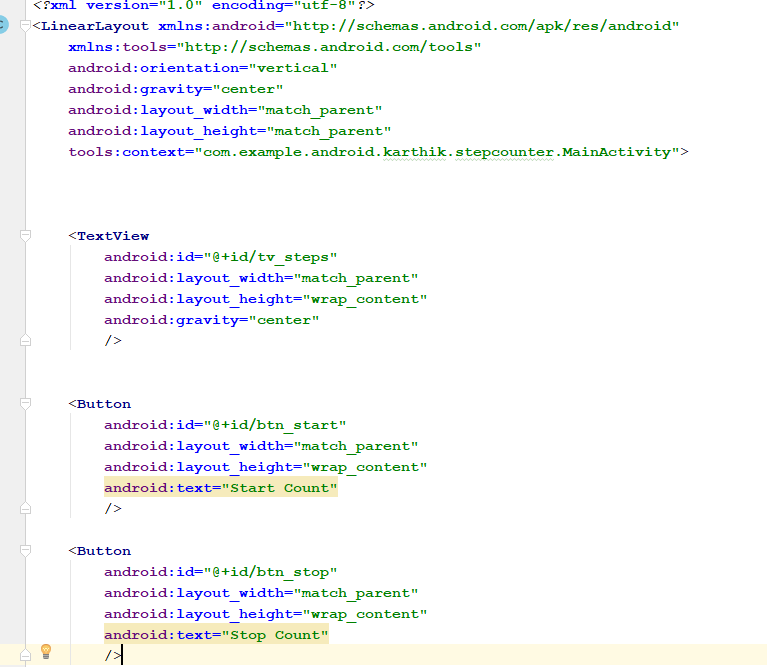 <?xml version="1.0" encoding="utf-8"?>
<LinearLayout xmlns:android="http://schemas.android.com/apk/res/android"
xmlns:tools="http://schemas.android.com/tools"
android:orientation="vertical"
android:gravity="center"
android:layout_width="match_parent"
android:layout_height="match_parent"
tools:context="com.example.android.karthik.stepcounter.MainActivity">
<TextView
android:id="@+id/tv_steps"
android:layout_width="match_parent"
android:layout_height="wrap_content"
android:gravity="center"
/>
<Button
android:id="@+id/btn_start"
android:layout_width="match_parent"
android:layout_height="wrap_content"
android:text="Start Count"
/>
<Button
android:id="@+id/btn_stop"
android:layout_width="match_parent"
android:layout_height="wrap_content"
android:text="Stop Count"
/>